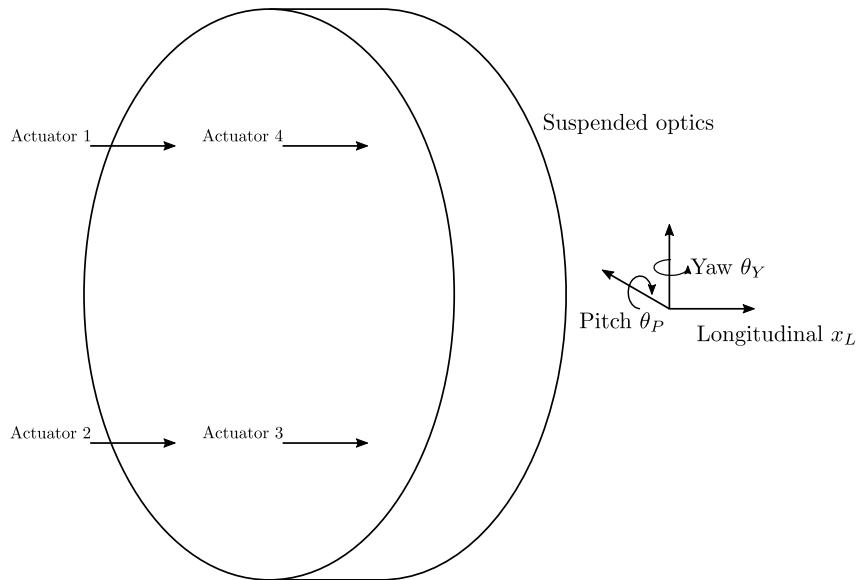 Actuator 1
Actuator 4
Suspended optics
Yaw θ_Y
Pitch θ_P
Longitudinal x_L
Actuator 2
Actuator 3